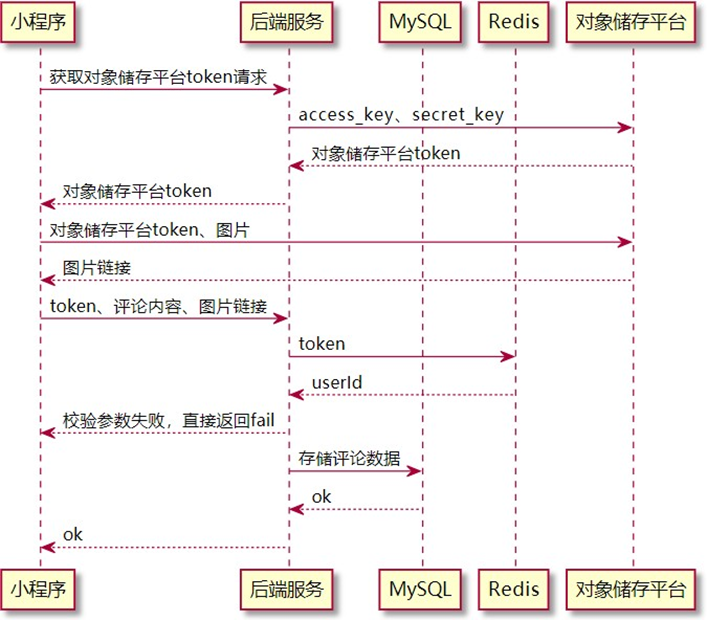 小程序
后端服务
MySQL
Redis
对象储存平台
获取对象储存平台token请求
access_key、secret_key
对象储存平台token
对象储存平台token
对象储存平台token、图片
图片链接
token、评论内容、图片链接
token
userId
校验参数失败，直接返回fail
存储评论数据
ok
ok
小程序
后端服务
MySQL
Redis
对象储存平台